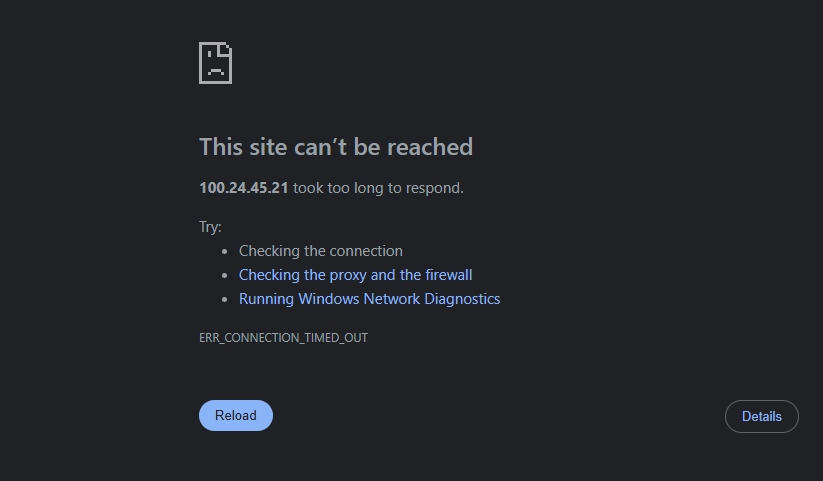 This site can’t be reached
100.24.45.21 took too long to respond.
Try:
Checking the connection
Checking the proxy and the firewall
Running Windows Network Diagnostics
ERR_CONNECTION_TIMED_OUT
Reload
Details